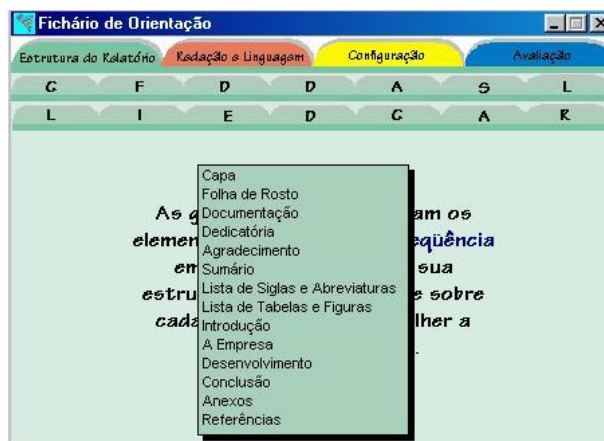 Fichário de Orientação
Estrutura do Relatório Redação e Linguagem Configuração Avaliação
C F D D A S L
L I E D C A R
Capa
Folha de Rosto
Documentação
Dedicatória
Agradecimento
Sumário
Lista de Siglas e Abreviaturas
Lista de Tabelas e Figuras
Introdução
A Empresa
Desenvolvimento
Conclusão
Anexos
Referências
As am os
elemen eqüência
em sua
estru e sobre
cada lher a
.